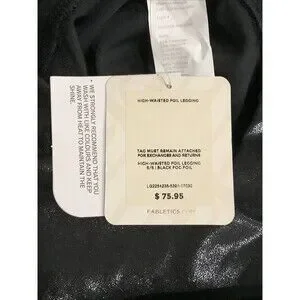 HIGH-WAISTED FOIL LEGGING
TAG MUST REMAIN ATTACHED
FOR EXCHANGES AND RETURNS
HIGH-WAISTED FOIL LEGGING
BLACK FOIL
$ 75.95
FABLETICS.COM
WE STRONGLY RECOMMEND THAT YOU
WASH WITH LIKE COLOURS AND KEEP
AWAY FROM HEAT TO MAINTAIN THE
SHINE.